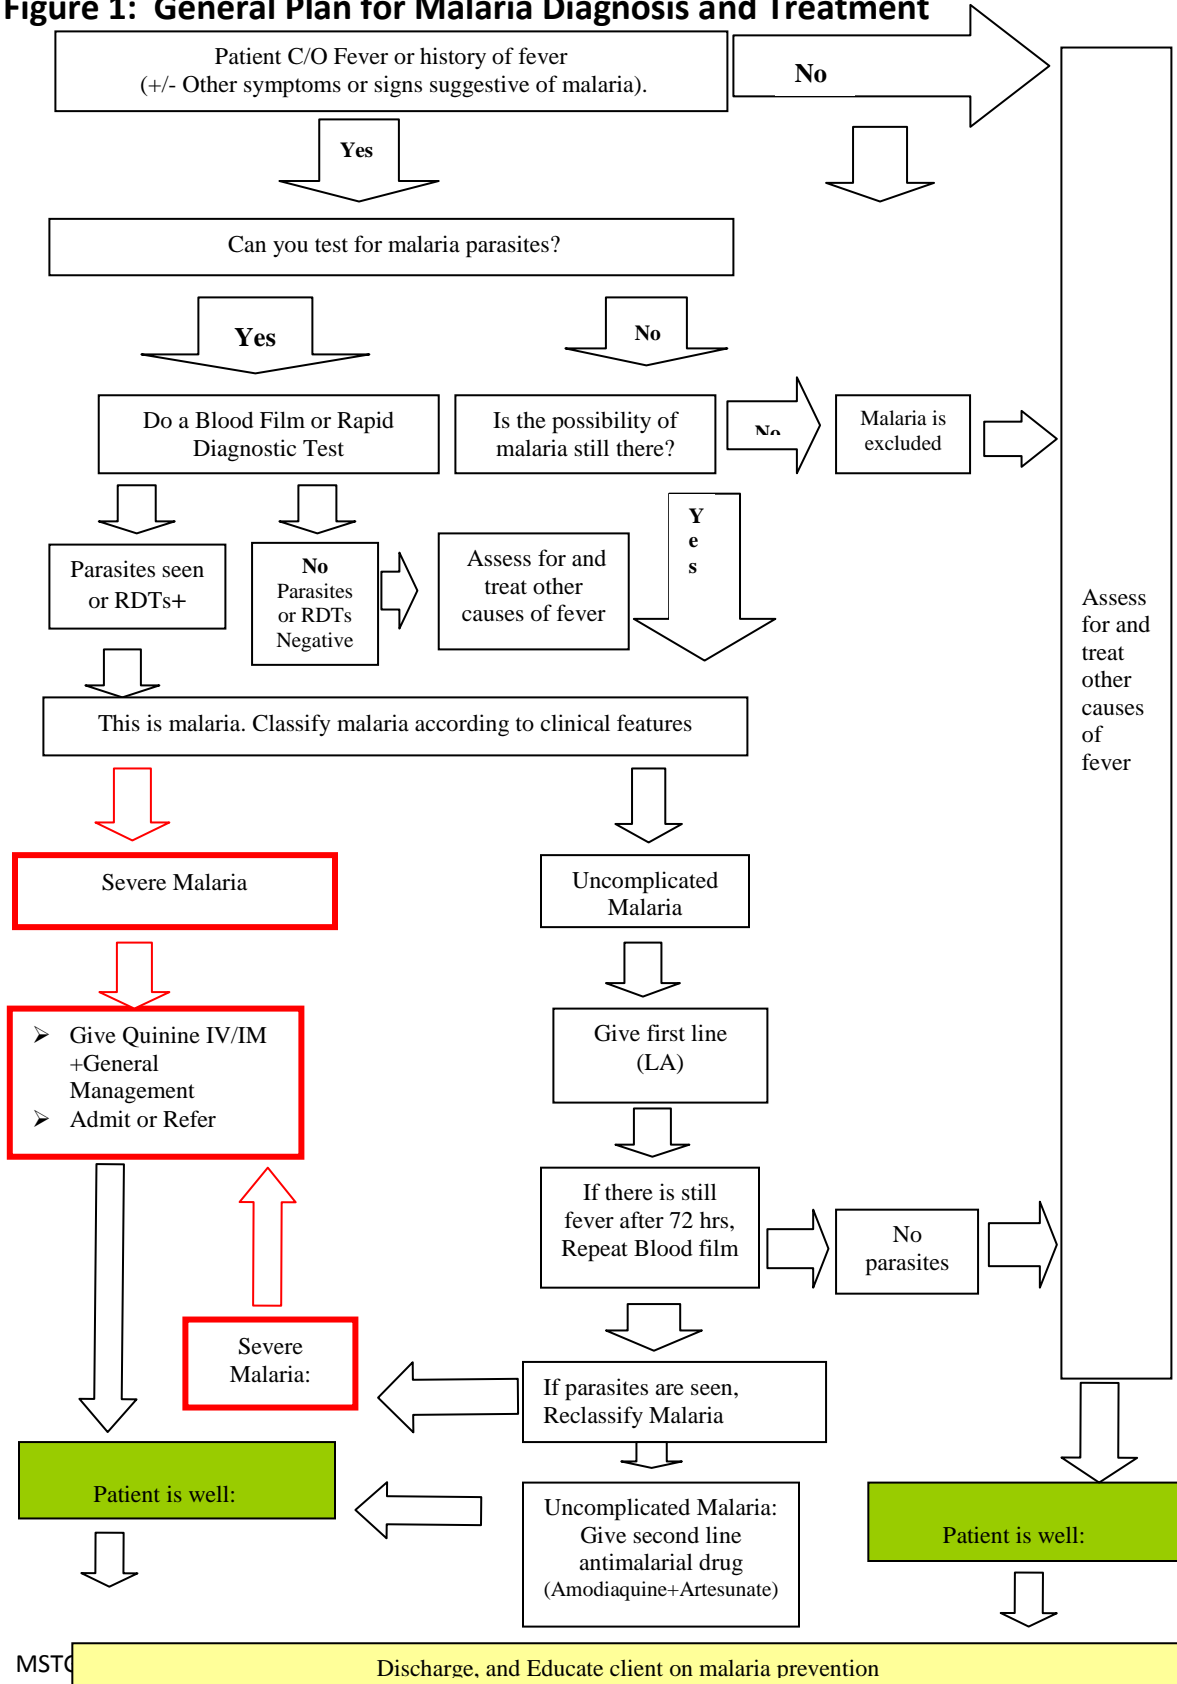 Figure 1:  General Plan for Malaria Diagnosis and Treatment
Patient C/O Fever or history of fever
(+/- Other symptoms or signs suggestive of malaria).
No
Yes
Can you test for malaria parasites?
Yes
No
Do a Blood Film or Rapid
Diagnostic Test
Is the possibility of
malaria still there?
No
Malaria is
excluded
Parasites seen
or RDTs+
No
Parasites
or RDTs
Negative
Assess for and
treat other
causes of fever
Y
e
s
Assess
for and
treat
other
causes
of
fever
This is malaria. Classify malaria according to clinical features
Severe Malaria
Uncomplicated
Malaria
➢ Give Quinine IV/IM
+General
Management
➢ Admit or Refer
Give first line
(LA)
If there is still
fever after 72 hrs,
Repeat Blood film
No
parasites
Severe
Malaria:
If parasites are seen,
Reclassify Malaria
Patient is well:
Uncomplicated Malaria:
Give second line
antimalarial drug
(Amodiaquine+Artesunate)
Patient is well:
Discharge, and Educate client on malaria prevention